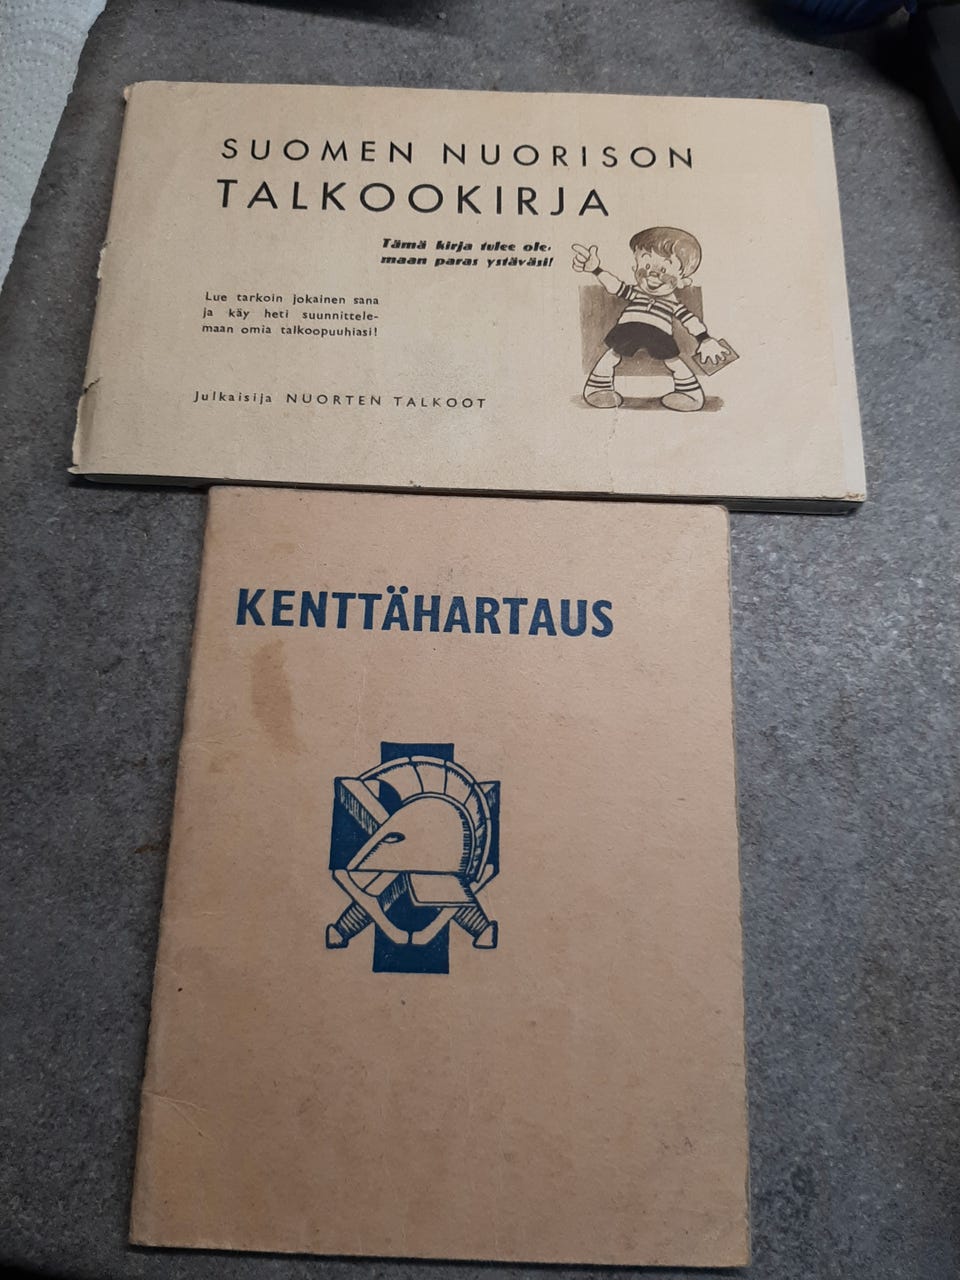 SUOMEN NUORISON
TALKOOKIRJA
Tämä kirja tulee ole-
maan paras ystäväsi!
Lue tarkoin jokainen sana
ja käy heti suunnittele-
maan omia talkoopuuhiasi!
Julkaisija NUORTEN TALKOOT
KENTTÄHARTAUS